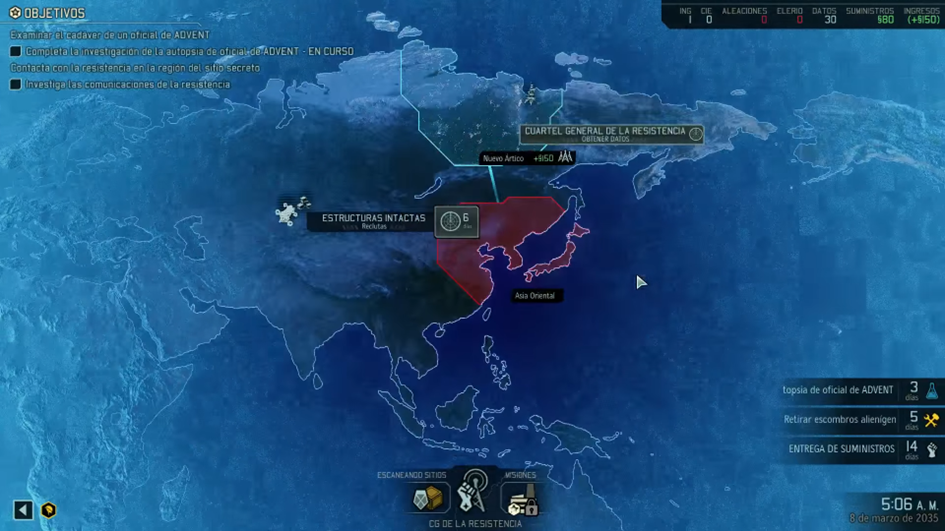 OBJETIVOS
Examinar el cadáver de un oficial de ADVENT
Completa la investigación de la autopsia de oficial de ADVENT - EN CURSO
Contacta con la resistencia en la región del sitio secreto
Investiga las comunicaciones de la resistencia
ING CIE ALEACIONES ELERIO DATOS SUMINISTROS INGRESOS
1 0 0 0 30 §80 (+§150)
CUARTEL GENERAL DE LA RESISTENCIA
OBTENER DATOS
Nuevo Ártico +§150
ESTRUCTURAS INTACTAS
Reclutas
6
días
Asia Oriental
topsia de oficial de ADVENT 3 días
Retirar escombros alienígen 5 días
ENTREGA DE SUMINISTROS 14 días
ESCANEANDO SITIOS MISIONES
CG DE LA RESISTENCIA
5:06 A. M.
8 de marzo de 2035